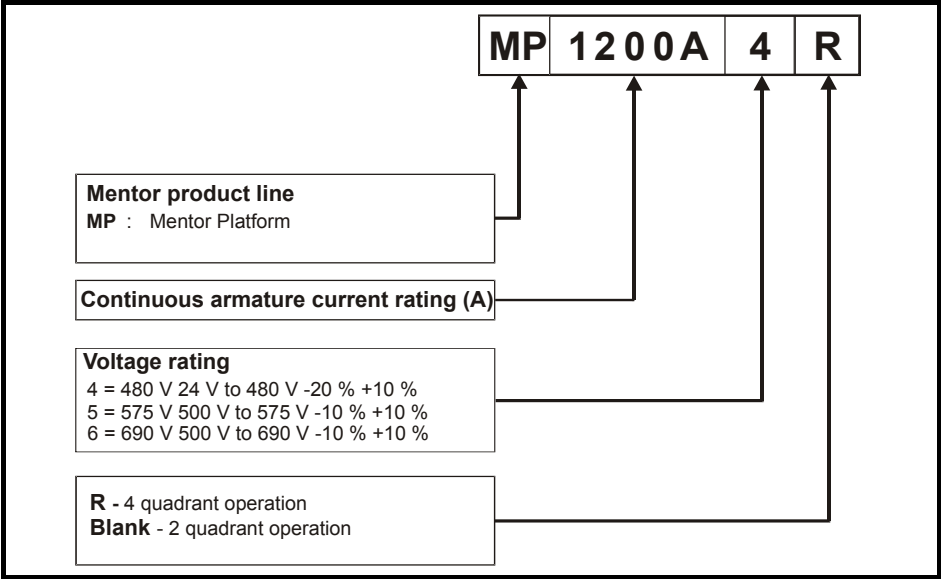 MP 1200A 4 R
Mentor product line
MP : Mentor Platform
Continuous armature current rating (A)
Voltage rating
4 = 480 V 24 V to 480 V -20 % +10 %
5 = 575 V 500 V to 575 V -10 % +10 %
6 = 690 V 500 V to 690 V -10 % +10 %
R - 4 quadrant operation
Blank - 2 quadrant operation